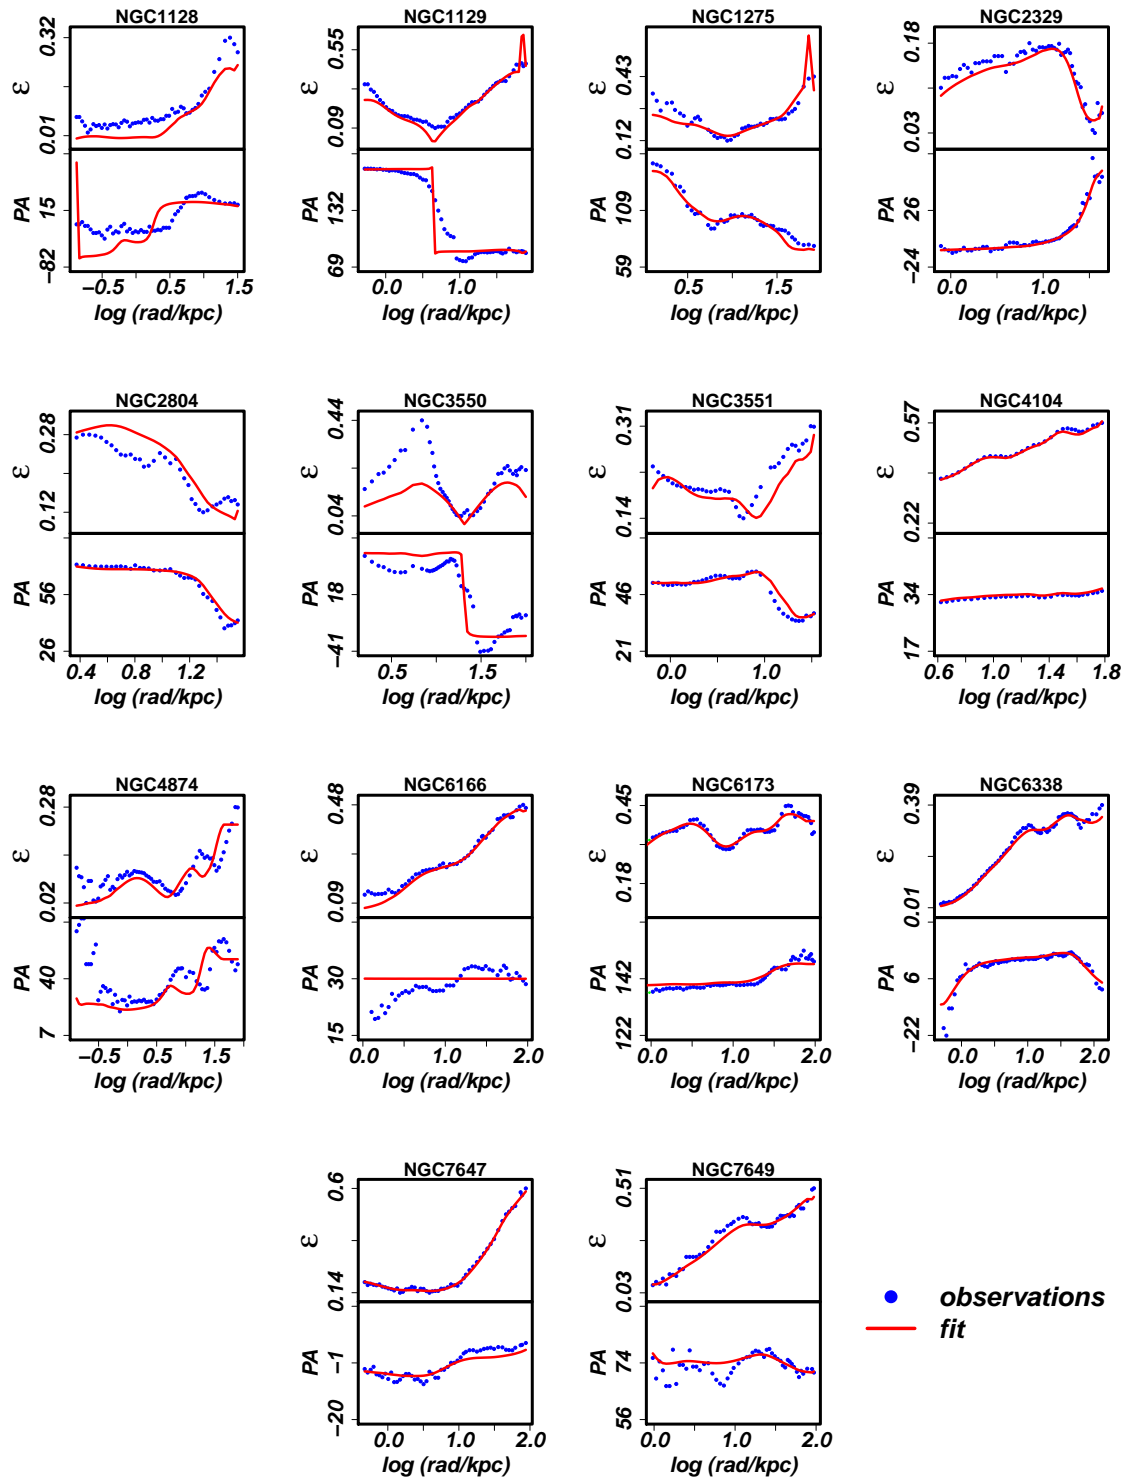 NGC1128 NGC1129 NGC1275 NGC2329
ε 0.01 0.32 ε 0.09 0.55 ε 0.12 0.43 ε 0.03 0.18
PA −82 15 PA 69 132 PA 59 109 PA −24 26
−0.5 0.5 1.5 0.0 1.0 0.5 1.5 0.0 1.0
log (rad/kpc) log (rad/kpc) log (rad/kpc) log (rad/kpc)
NGC2804 NGC3550 NGC3551 NGC4104
ε 0.12 0.28 ε 0.04 0.44 ε 0.14 0.31 ε 0.22 0.57
PA 26 56 PA −41 18 PA 21 46 PA 17 34
0.4 0.8 1.2 0.5 1.5 0.0 1.0 0.6 1.0 1.4 1.8
log (rad/kpc) log (rad/kpc) log (rad/kpc) log (rad/kpc)
NGC4874 NGC6166 NGC6173 NGC6338
ε 0.02 0.28 ε 0.09 0.48 ε 0.18 0.45 ε 0.01 0.39
PA 7 40 PA 15 30 PA 122 142 PA −22 6
−0.5 0.5 1.5 0.0 1.0 2.0 0.0 1.0 2.0 0.0 1.0 2.0
log (rad/kpc) log (rad/kpc) log (rad/kpc) log (rad/kpc)
NGC7647 NGC7649
ε 0.14 0.6 ε 0.03 0.51
PA −20 −1 PA 56 74
0.0 1.0 2.0 0.0 1.0 2.0
log (rad/kpc) log (rad/kpc)
observations
fit